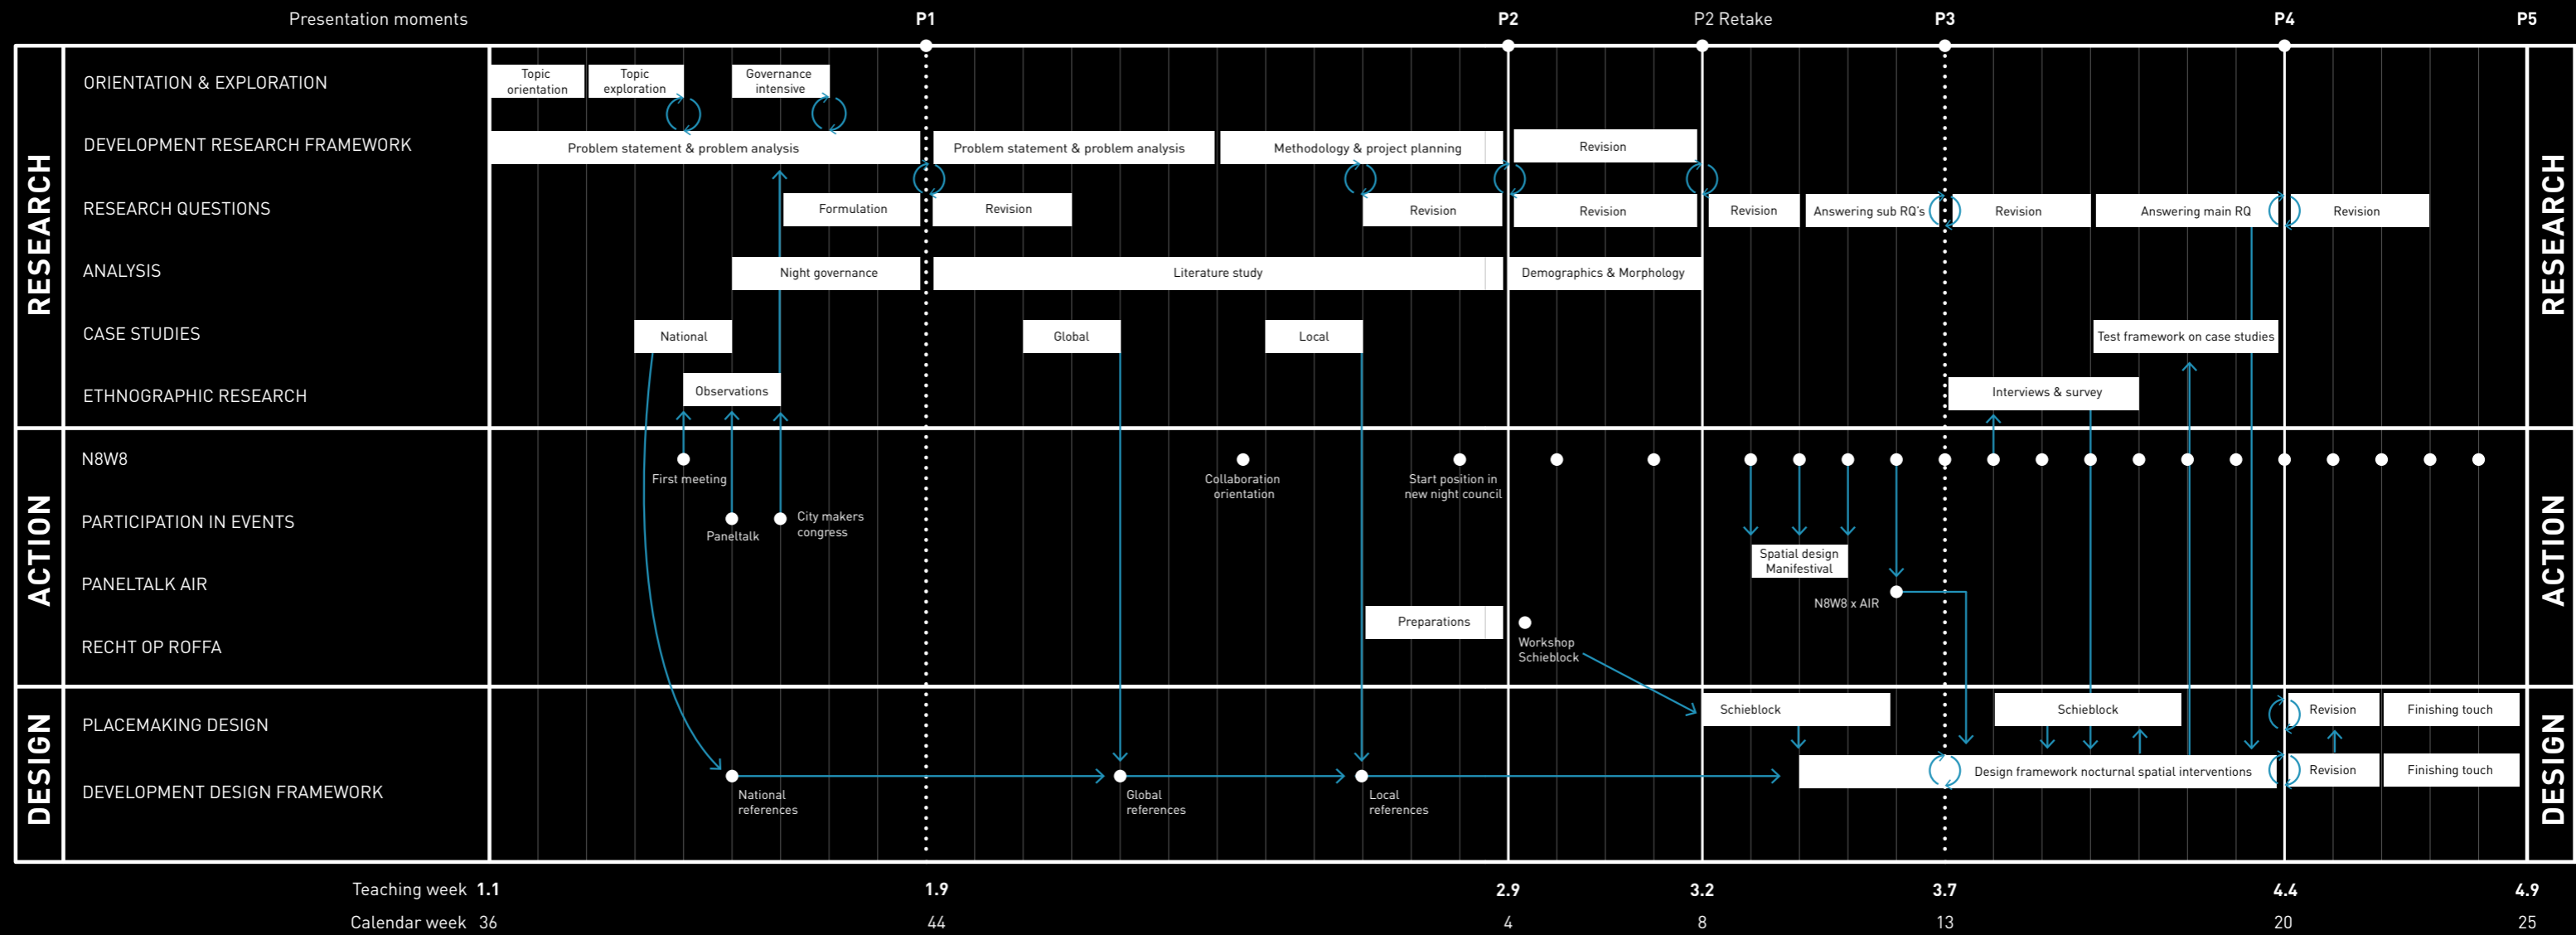 Presentation moments P1 P2 P2 Retake P3 P4 P5
RESEARCH
ORIENTATION & EXPLORATION
Topic
orientation
Topic
exploration
Governance
intensive
DEVELOPMENT RESEARCH FRAMEWORK
Problem statement & problem analysis
Problem statement & problem analysis
Methodology & project planning
Revision
RESEARCH QUESTIONS
Formulation
Revision
Revision
Revision
Revision
Answering sub RQ's
Revision
Answering main RQ
Revision
ANALYSIS
Night governance
Literature study
Demographics & Morphology
CASE STUDIES
National
Global
Local
Test framework on case studies
ETHNOGRAPHIC RESEARCH
Observations
Interviews & survey
RESEARCH
ACTION
N8W8
First meeting
Collaboration
orientation
Start position in
new night council
PARTICIPATION IN EVENTS
Paneltalk
City makers
congress
Spatial design
Manifestival
PANELTALK AIR
N8W8 x AIR
RECHT OP ROFFA
Preparations
Workshop
Schieblock
ACTION
DESIGN
PLACEMAKING DESIGN
Schieblock
Schieblock
Revision
Finishing touch
DEVELOPMENT DESIGN FRAMEWORK
National
references
Global
references
Local
references
Design framework nocturnal spatial interventions
Revision
Finishing touch
DESIGN
Teaching week 1.1 1.9 2.9 3.2 3.7 4.4 4.9
Calendar week 36 44 4 8 13 20 25